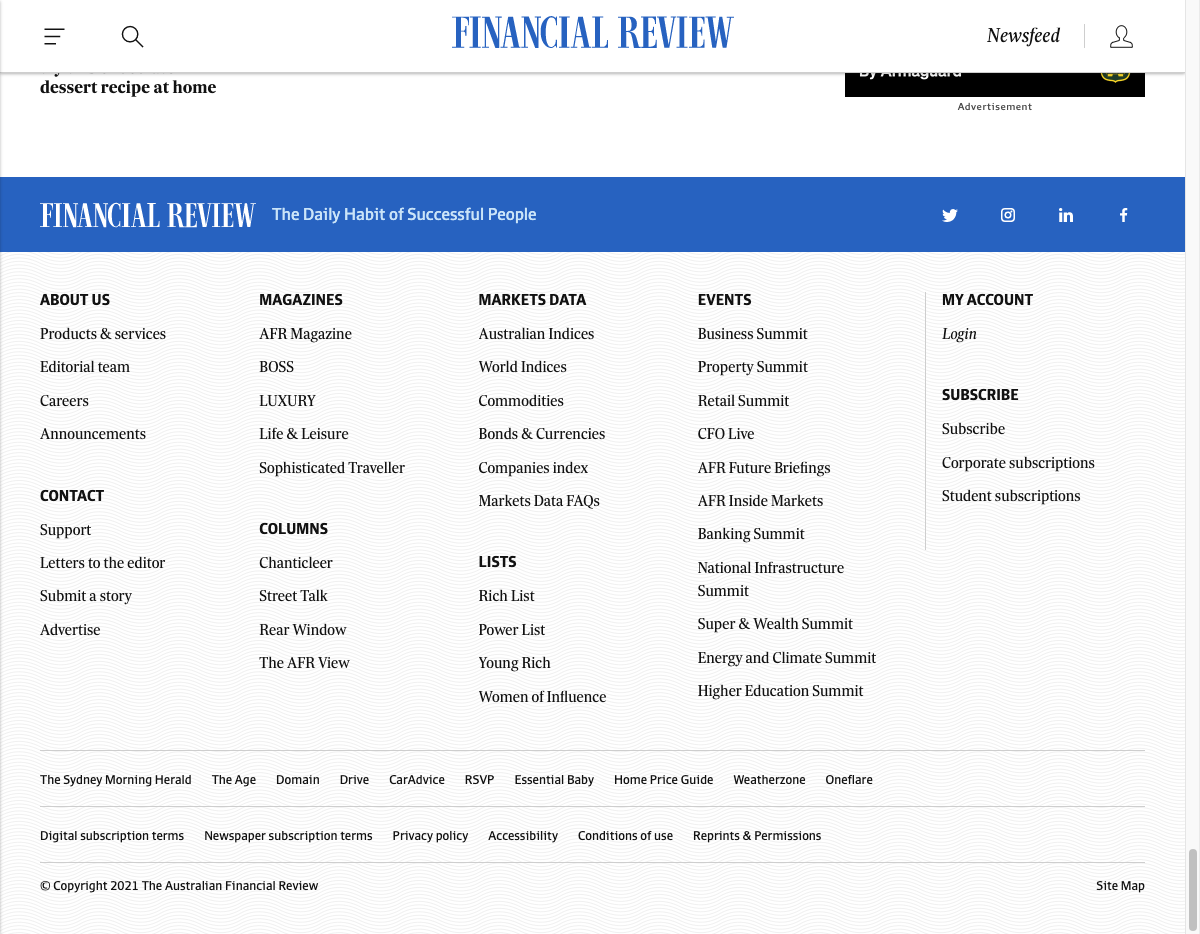 FINANCIAL REVIEW
Newsfeed
dessert recipe at home
By Armaguard
Advertisement
FINANCIAL REVIEW The Daily Habit of Successful People
ABOUT US
Products & services
Editorial team
Careers
Announcements
CONTACT
Support
Letters to the editor
Submit a story
Advertise
MAGAZINES
AFR Magazine
BOSS
LUXURY
Life & Leisure
Sophisticated Traveller
COLUMNS
Chanticleer
Street Talk
Rear Window
The AFR View
MARKETS DATA
Australian Indices
World Indices
Commodities
Bonds & Currencies
Companies index
Markets Data FAQs
LISTS
Rich List
Power List
Young Rich
Women of Influence
EVENTS
Business Summit
Property Summit
Retail Summit
CFO Live
AFR Future Briefings
AFR Inside Markets
Banking Summit
National Infrastructure
Summit
Super & Wealth Summit
Energy and Climate Summit
Higher Education Summit
MY ACCOUNT
Login
SUBSCRIBE
Subscribe
Corporate subscriptions
Student subscriptions
The Sydney Morning Herald The Age Domain Drive CarAdvice RSVP Essential Baby Home Price Guide Weatherzone Oneflare
Digital subscription terms Newspaper subscription terms Privacy policy Accessibility Conditions of use Reprints & Permissions
© Copyright 2021 The Australian Financial Review
Site Map